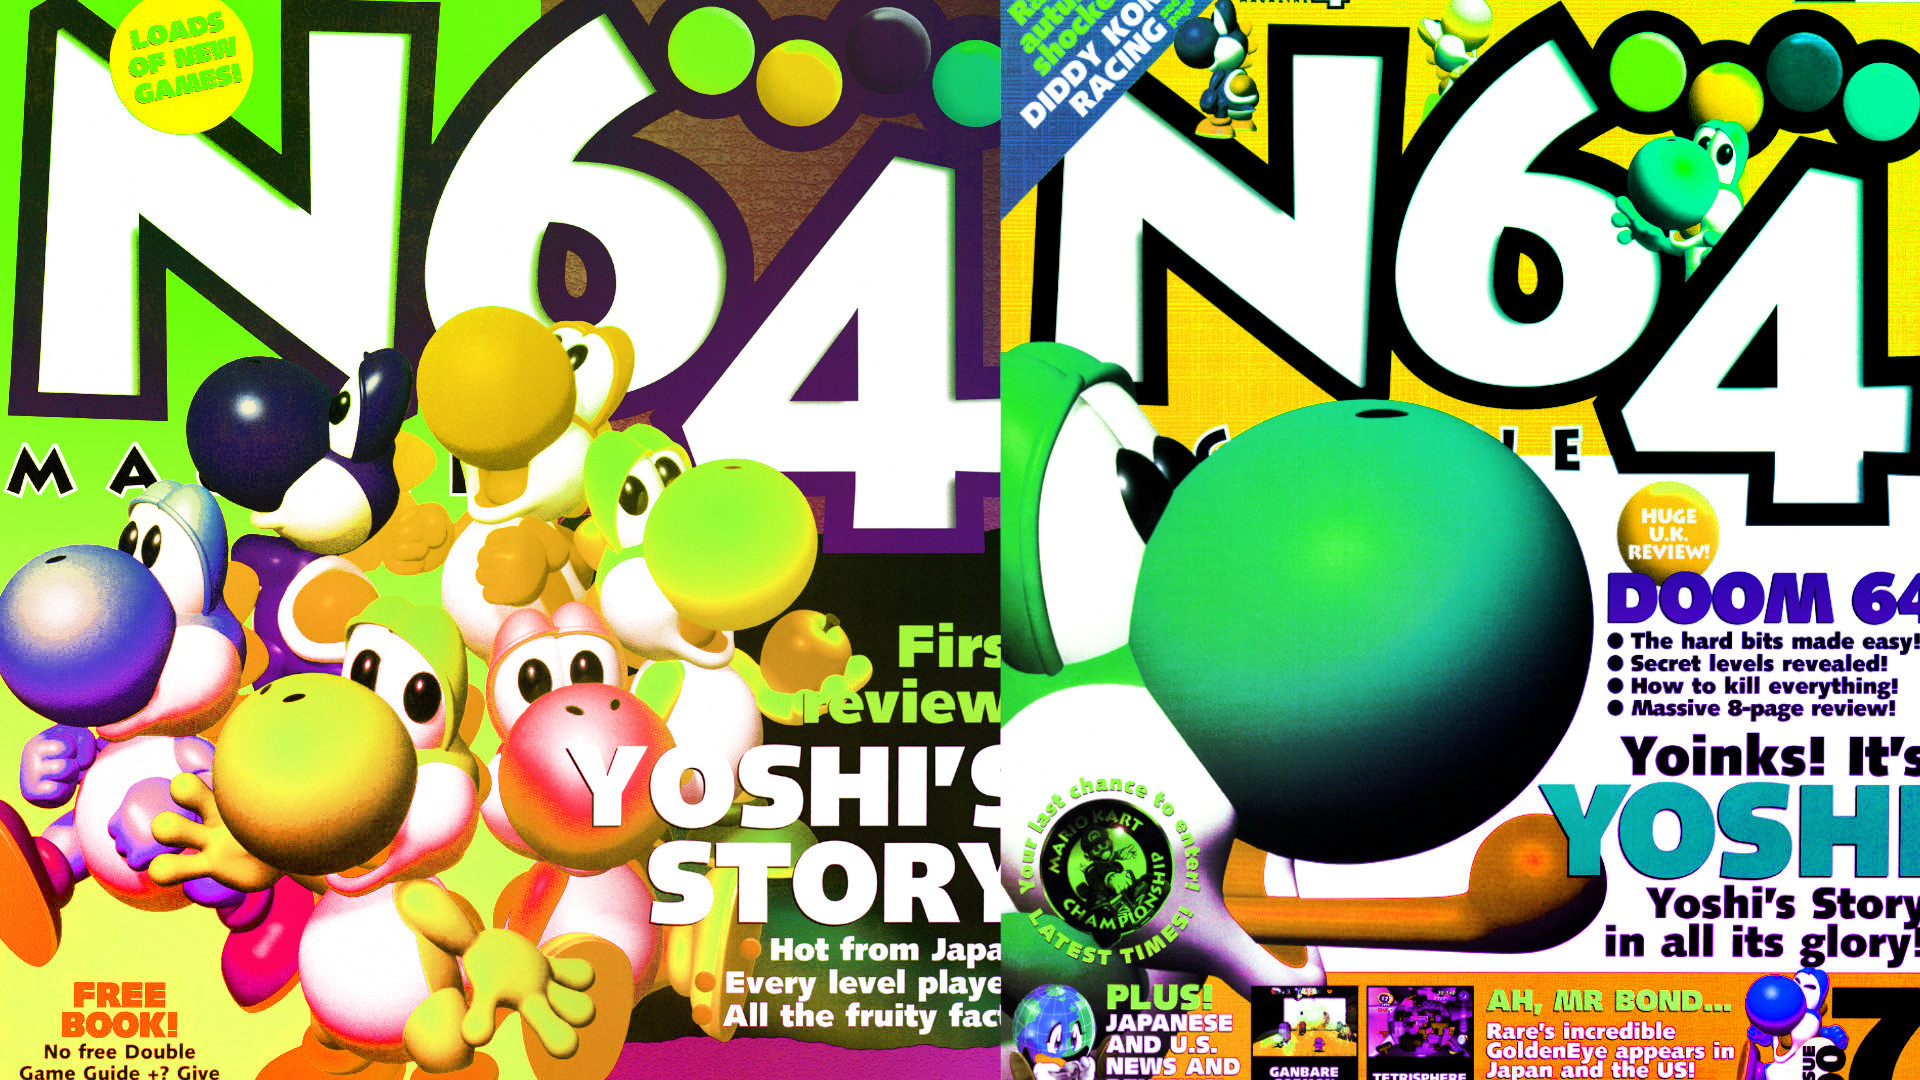 LOADS
OF NEW
GAMES!
N64
M A
First
review
YOSHI'S
STORY
Hot from Japa
Every level playe
All the fruity fac
FREE
BOOK!
No free Double
Game Guide +? Give
DIDDY KON
RACING
N64
E
HUGE
U.K.
REVIEW!
DOOM 64
• The hard bits made easy!
• Secret levels revealed!
• How to kill everything!
• Massive 8-page review!
Yoinks! It's
YOSHI
Yoshi's Story
in all its glory!
Your last chance to enter!
MARIO KART
CHAMPIONSHIP
LATEST TIMES!
PLUS!
JAPANESE
AND U.S.
NEWS AND
GANBARE
TETRISPHERE
AH, MR BOND...
Rare's incredible
GoldenEye appears in
Japan and the US!
7